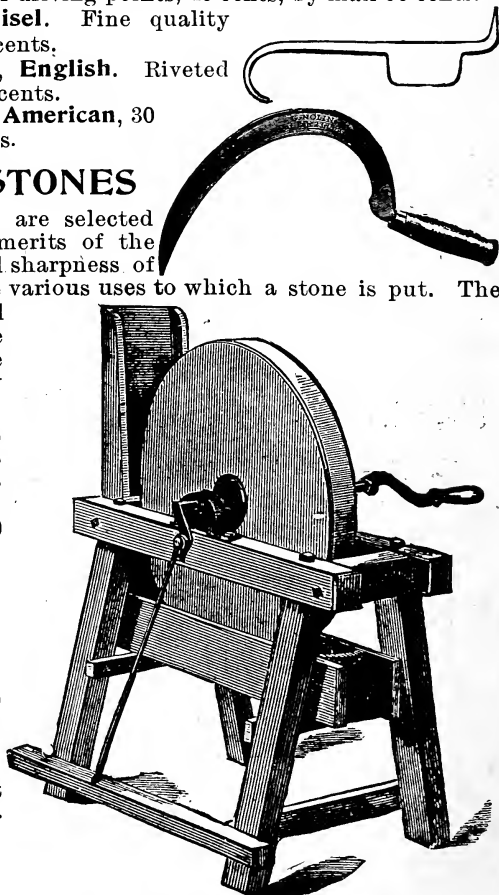 isel. Fine quality
cents.
, English. Riveted
cents.
American, 30
s.
STONES
are selected
merits of the
sharpness of
various uses to which a stone is put. The